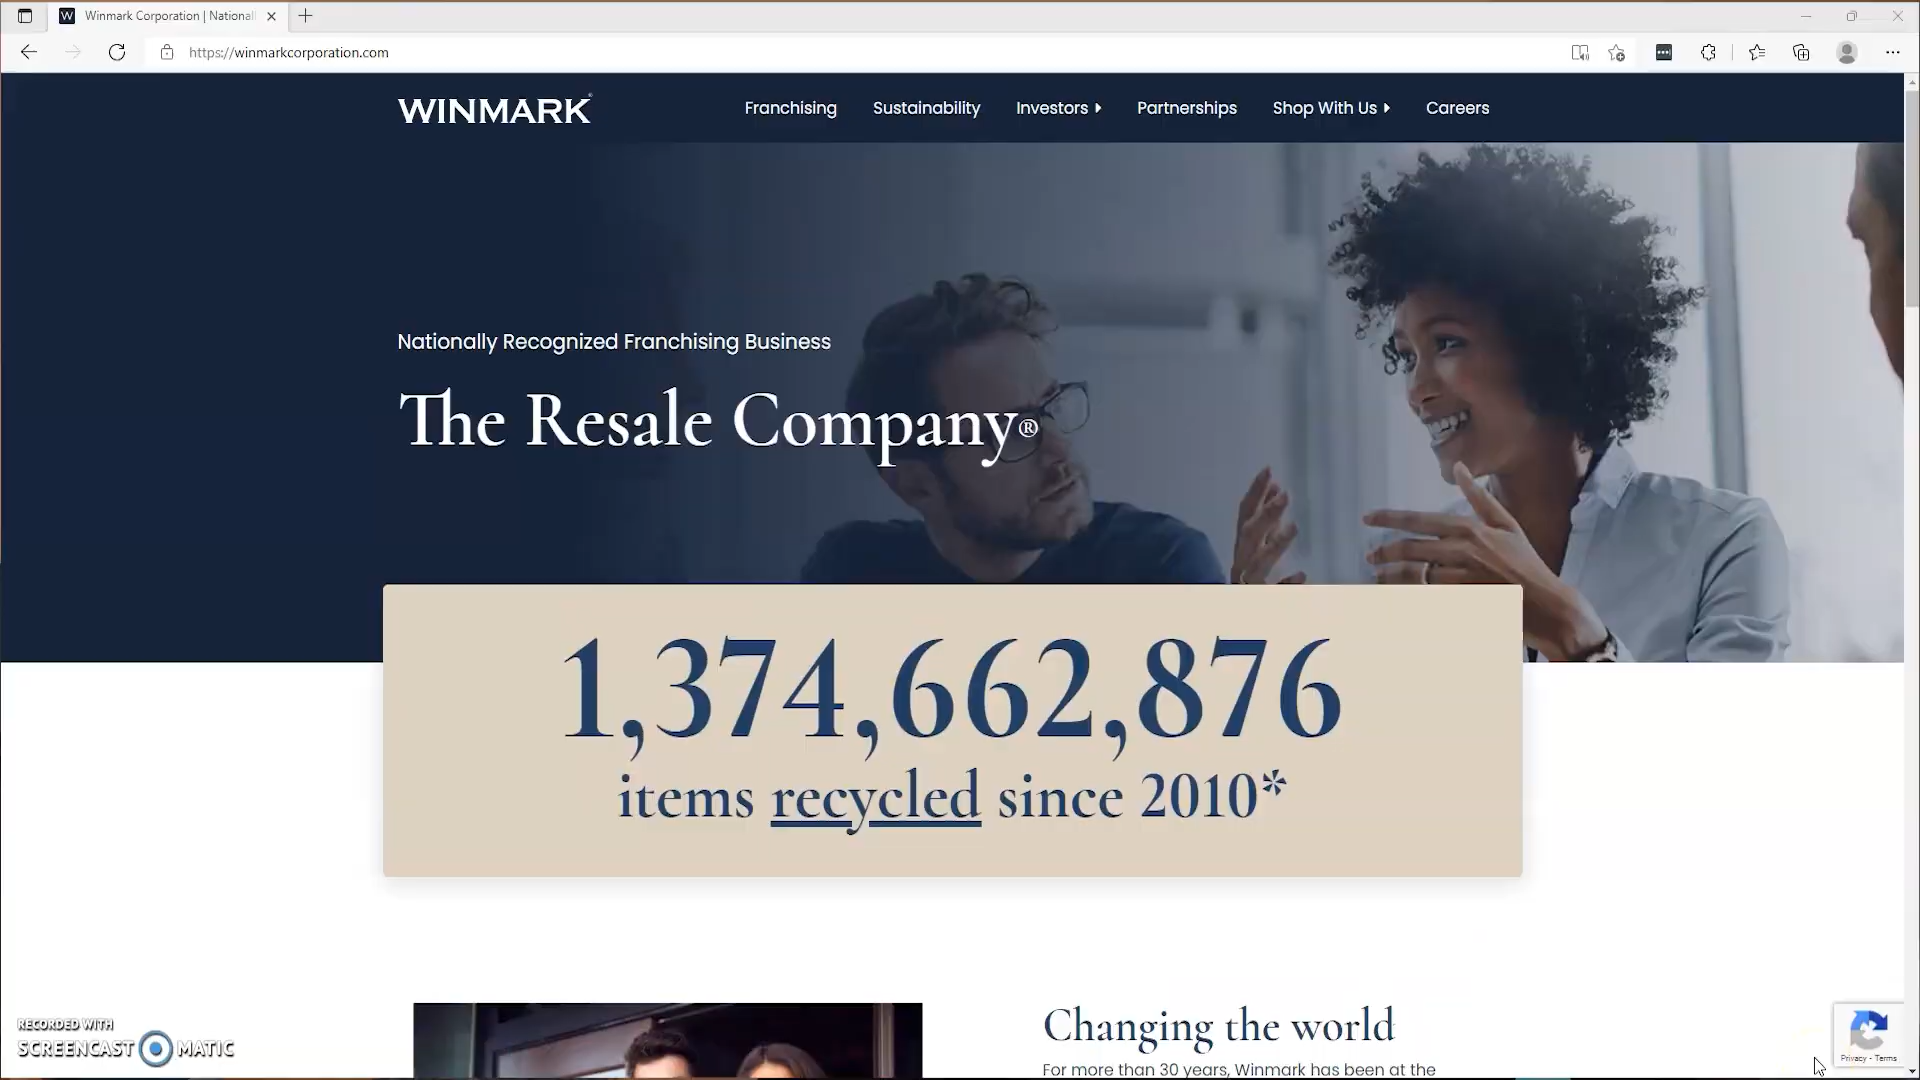 Winmark Corporation | National
https://winmarkcorporation.com
WINMARK®
Franchising
Sustainability
Investors
Partnerships
Shop With Us
Careers
Nationally Recognized Franchising Business
The Resale Company®
1,374,662,876
items recycled since 2010*
Changing the world
For more than 30 years, Winmark has been at the
RECORDED WITH
SCREENCAST MATIC
Privacy - Terms